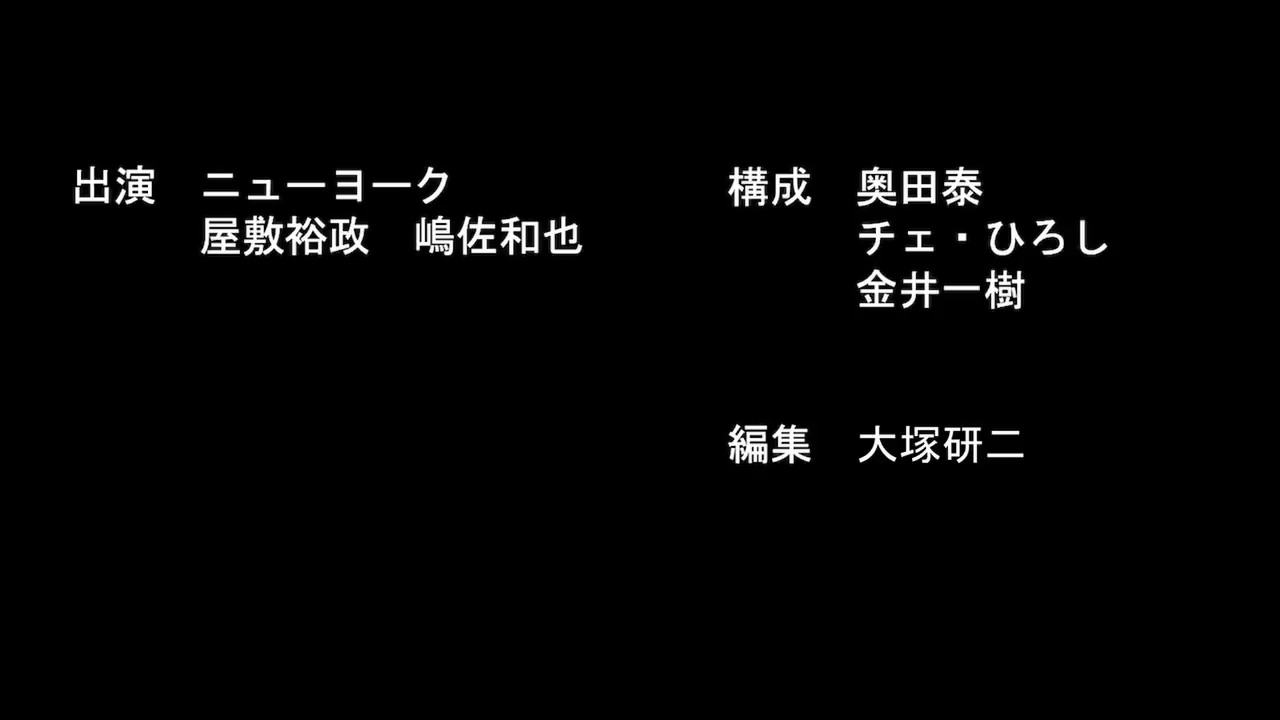 出演　ニューヨーク
屋敷裕政　嶋佐和也
構成　奥田泰
チェ・ひろし
金井一樹
編集　大塚研二